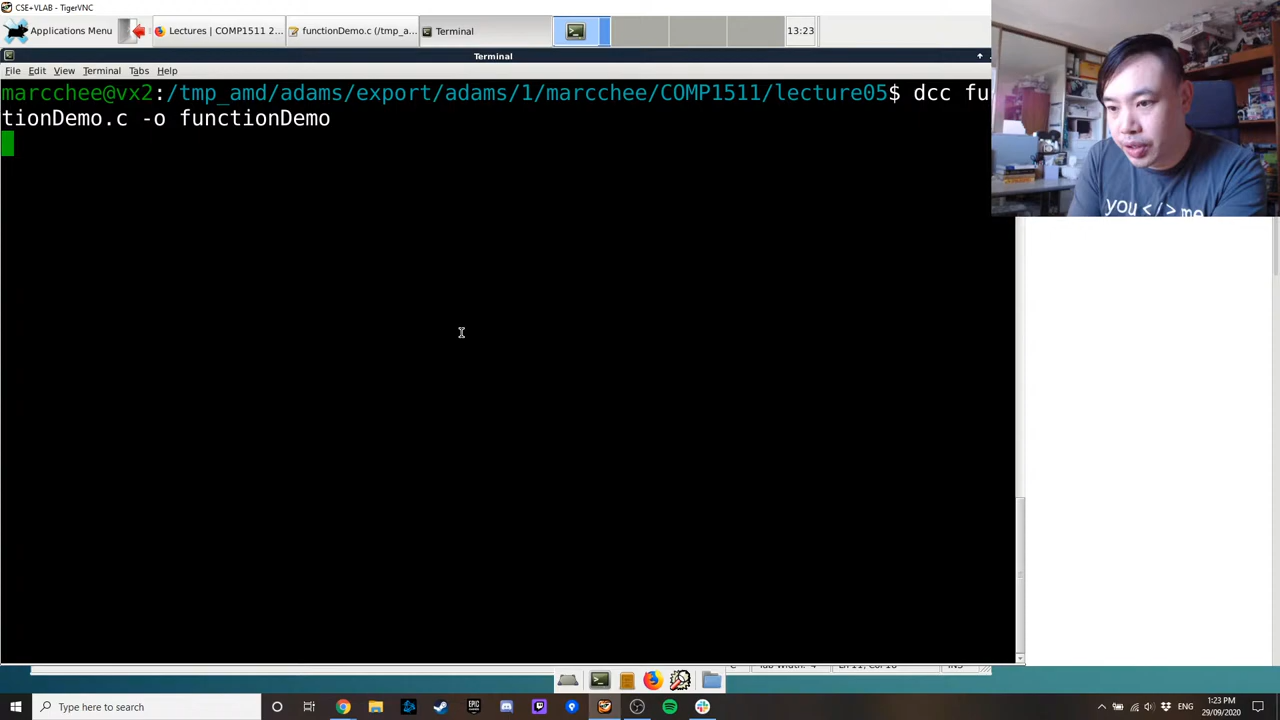 CSE+VLAB - TigerVNC
Applications Menu
Lectures | COMP1511 2...
functionDemo.c (/tmp_a...
Terminal
13:23
Terminal
File Edit View Terminal Tabs Help
marcchee@vx2:/tmp_amd/adams/export/adams/1/marcchee/COMP1511/lecture05$ dcc fu
tionDemo.c -o functionDemo
you </> me
Type here to search
ENG
1:23 PM
29/09/2020